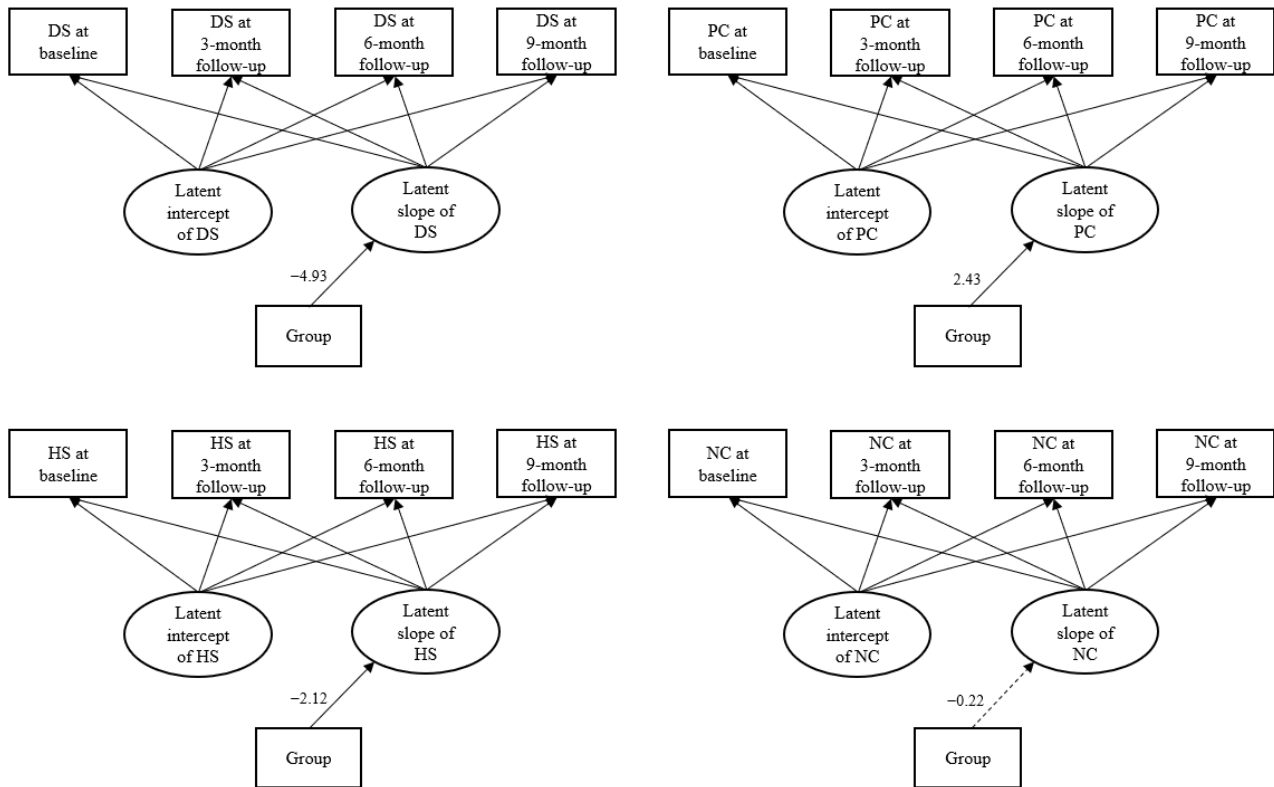 DS at
baseline
DS at
3-month
follow-up
DS at
6-month
follow-up
DS at
9-month
follow-up
Latent
intercept
of DS
Latent
slope of
DS
−4.93
Group
PC at
baseline
PC at
3-month
follow-up
PC at
6-month
follow-up
PC at
9-month
follow-up
Latent
intercept
of PC
Latent
slope of
PC
2.43
Group
HS at
baseline
HS at
3-month
follow-up
HS at
6-month
follow-up
HS at
9-month
follow-up
Latent
intercept
of HS
Latent
slope of
HS
−2.12
Group
NC at
baseline
NC at
3-month
follow-up
NC at
6-month
follow-up
NC at
9-month
follow-up
Latent
intercept
of NC
Latent
slope of
NC
−0.22
Group